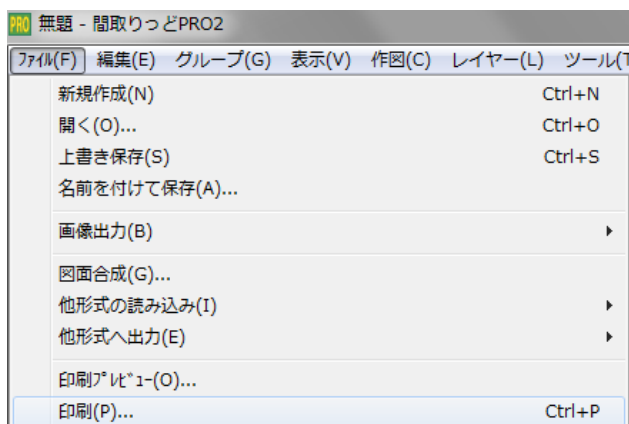 PRO 無題 - 間取りっどPRO2
ファイル(F) 編集(E) グループ(G) 表示(V) 作図(C) レイヤー(L) ツール(T
新規作成(N) Ctrl+N
開く(O)... Ctrl+O
上書き保存(S) Ctrl+S
名前を付けて保存(A)...
画像出力(B)
図面合成(G)...
他形式の読み込み(I)
他形式へ出力(E)
印刷プレビュー(O)...
印刷(P)... Ctrl+P